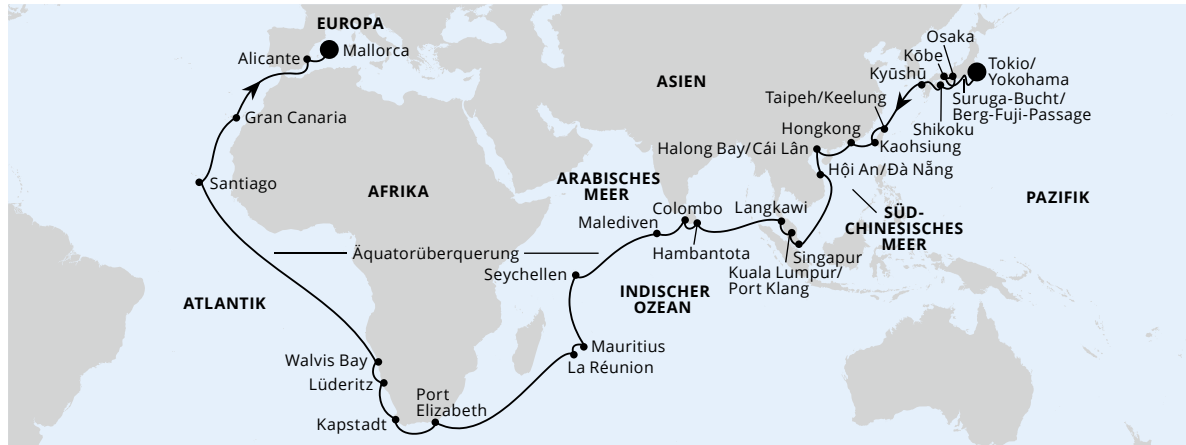 EUROPA
Alicante
Mallorca
Gran Canaria
Santiago
AFRIKA
ATLANTIK
Äquatorüberquerung
Walvis Bay
Lüderitz
Kapstadt
Port
Elizabeth
La Réunion
Mauritius
Seychellen
INDISCHER
OZEAN
ARABISCHES
MEER
Malediven
Colombo
Hambantota
Langkawi
Kuala Lumpur/
Port Klang
Singapur
SÜD-
CHINESISCHES
MEER
Hội An/Đà Nẵng
Halong Bay/Cái Lân
Hongkong
Kaohsiung
Taipeh/Keelung
ASIEN
Kyūshū
Kōbe
Osaka
Tokio/
Yokohama
Suruga-Bucht/
Berg-Fuji-Passage
Shikoku
PAZIFIK